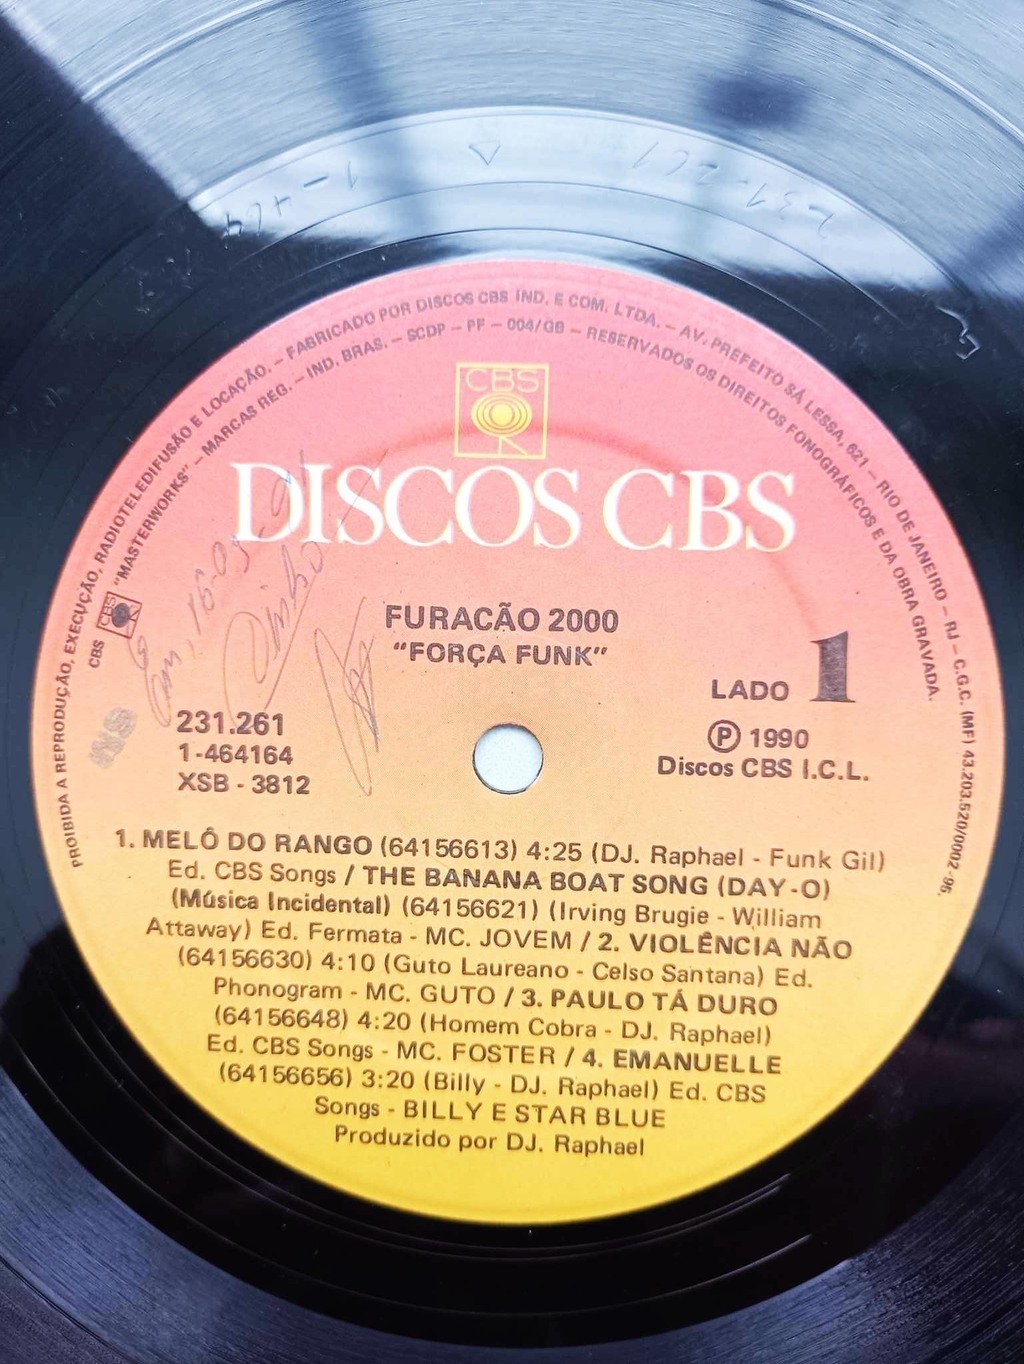 231-261
1-464
PROIBIDA A REPRODUÇÃO, EXECUÇÃO, RADIOTELEDIFUSÃO E LOCAÇÃO. – FABRICADO POR DISCOS CBS IND. E COM. LTDA. – AV. PREFEITO SÁ LESSA, 621 – RIO DE JANEIRO – RJ – C.G.C. (MF) 43.203.520/0002-96.
CBS CBS "MASTERWORKS" – MARCAS REG. – IND. BRAS. – SCDP – PF – 004/GB – RESERVADOS OS DIREITOS FONOGRÁFICOS E DA OBRA GRAVADA.
CBS
DISCOS CBS
FURACÃO 2000
"FORÇA FUNK"
LADO 1
231.261
1-464164
XSB - 3812
Ⓟ 1990
Discos CBS I.C.L.
1. MELÔ DO RANGO (64156613) 4:25 (DJ. Raphael - Funk Gil)
Ed. CBS Songs / THE BANANA BOAT SONG (DAY-O)
(Música Incidental) (64156621) (Irving Brugie - William
Attaway) Ed. Fermata - MC. JOVEM / 2. VIOLÊNCIA NÃO
(64156630) 4:10 (Guto Laureano - Celso Santana) Ed.
Phonogram - MC. GUTO / 3. PAULO TÁ DURO
(64156648) 4:20 (Homem Cobra - DJ. Raphael)
Ed. CBS Songs - MC. FOSTER / 4. EMANUELLE
(64156656) 3:20 (Billy - DJ. Raphael) Ed. CBS
Songs - BILLY E STAR BLUE
Produzido por DJ. Raphael